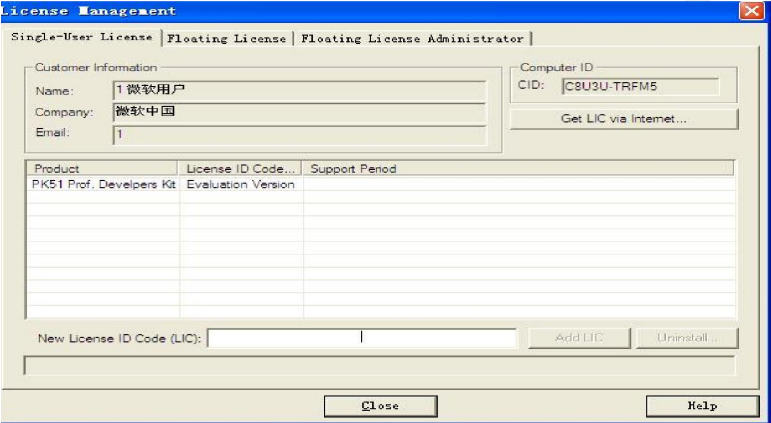 License Management
Single-User License | Floating License | Floating License Administrator |
Customer Information
Name: 1 微软用户
Company: 微软中国
Email: 1
Computer ID
CID: C8U3U-TRFM5
Get LIC via Internet...
Product License ID Code... Support Period
PK51 Prof. Develpers Kit Evaluation Version
New License ID Code (LIC):
Add LIC Uninstall...
Close Help